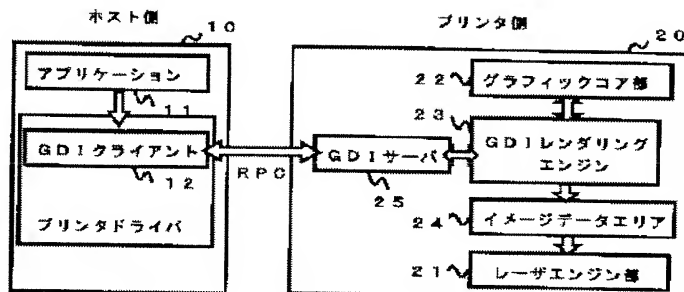 ホスト側
10
アプリケーション
11
GDIクライアント
12
プリンタドライバ
RPC
プリンタ側
20
22
グラフィックコア部
23
GDIレンダリング
エンジン
GDIサーバ
25
24
イメージデータエリア
21
レーザエンジン部